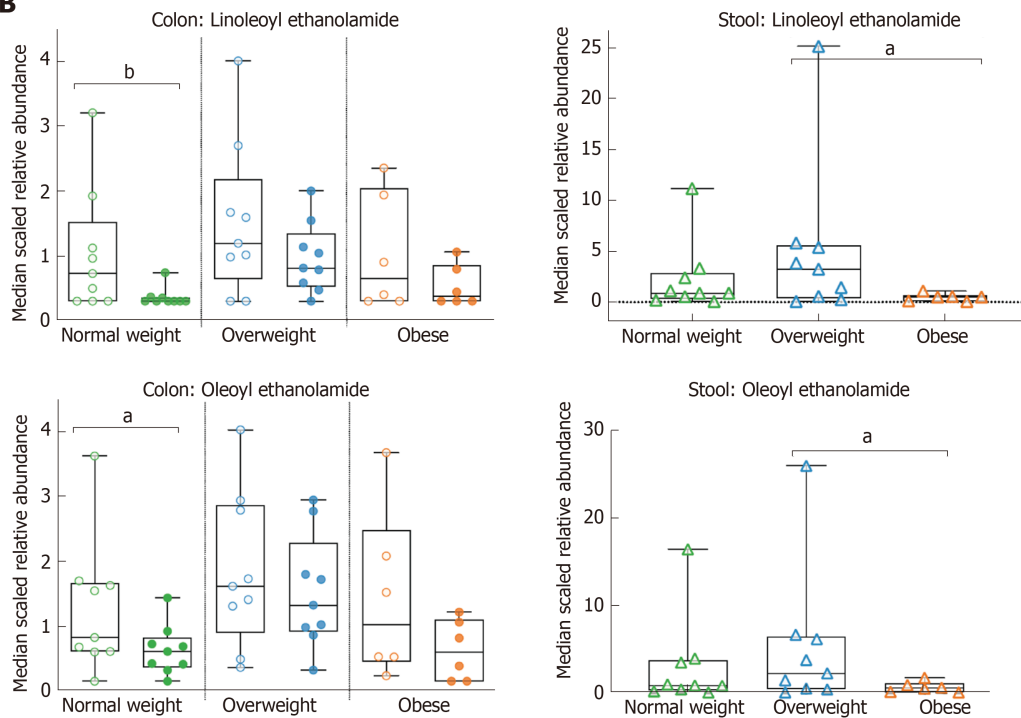 B
Colon: Linoleoyl ethanolamide
Median scaled relative abundance
4
3
2
1
0
b
Normal weight
Overweight
Obese
Stool: Linoleoyl ethanolamide
Median scaled relative abundance
25
20
15
10
5
0
a
Normal weight
Overweight
Obese
Colon: Oleoyl ethanolamide
Median scaled relative abundance
4
3
2
1
0
a
Normal weight
Overweight
Obese
Stool: Oleoyl ethanolamide
Median scaled relative abundance
30
20
10
0
a
Normal weight
Overweight
Obese